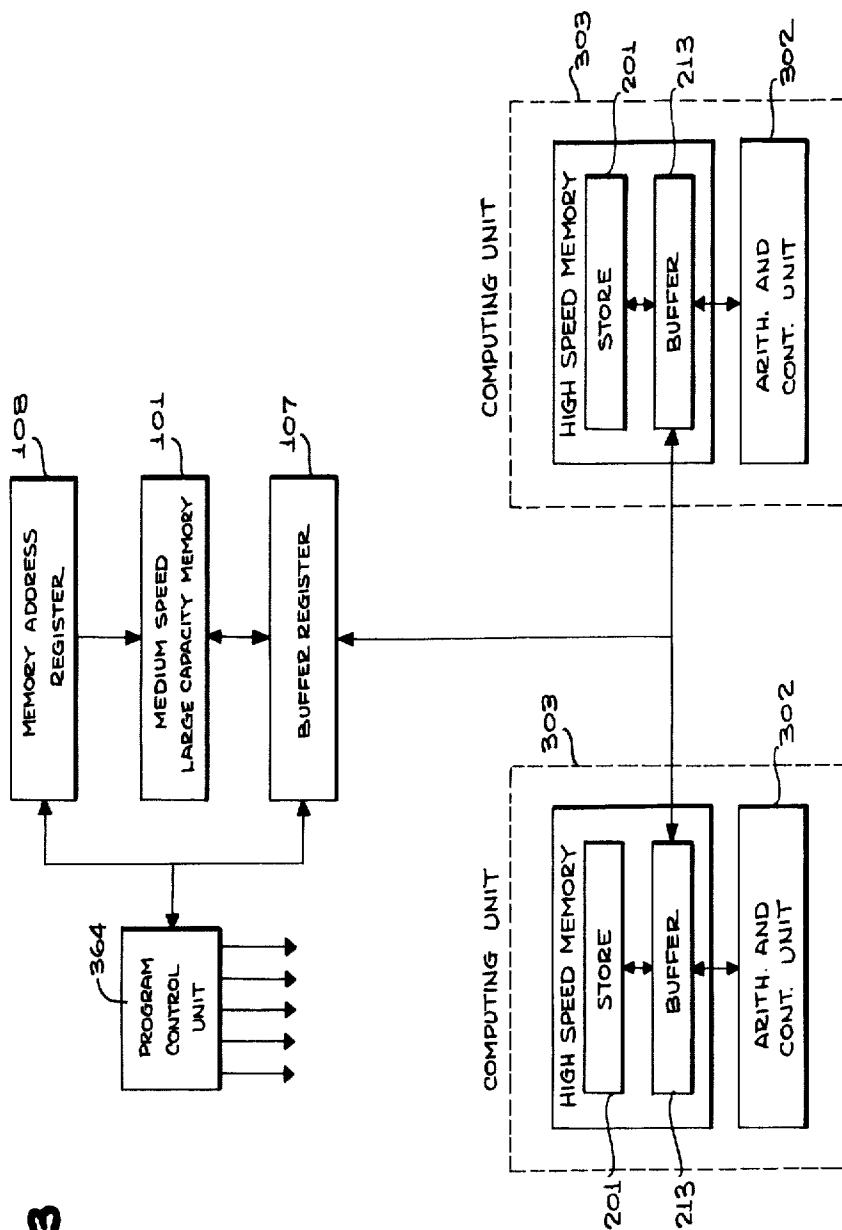 108
MEMORY ADDRESS
REGISTER
101
MEDIUM SPEED
LARGE CAPACITY MEMORY
107
BUFFER REGISTER
364
PROGRAM
CONTROL
UNIT
COMPUTING UNIT
303
HIGH SPEED MEMORY
STORE
201
BUFFER
213
ARITH. AND
CONT. UNIT
302
COMPUTING UNIT
303
HIGH SPEED MEMORY
STORE
201
BUFFER
213
ARITH. AND
CONT. UNIT
302
3